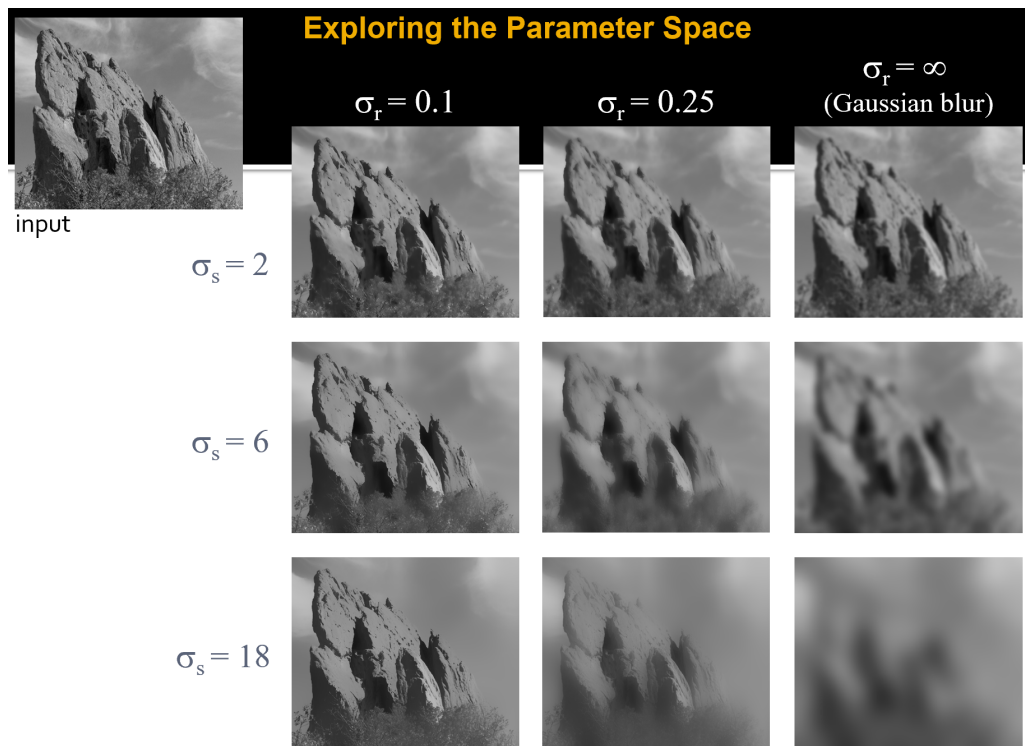 Exploring the Parameter Space
σr = ∞
σr = 0.1
σr = 0.25
(Gaussian blur)
input
σs = 2
σs = 6
σs = 18